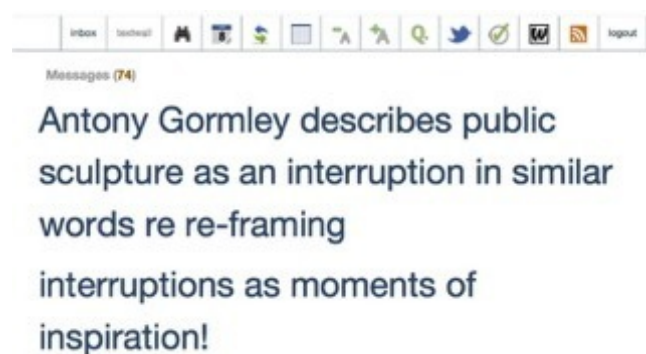 inbox textwall logout
Messages (74)
Antony Gormley describes public
sculpture as an interruption in similar
words re re-framing
interruptions as moments of
inspiration!